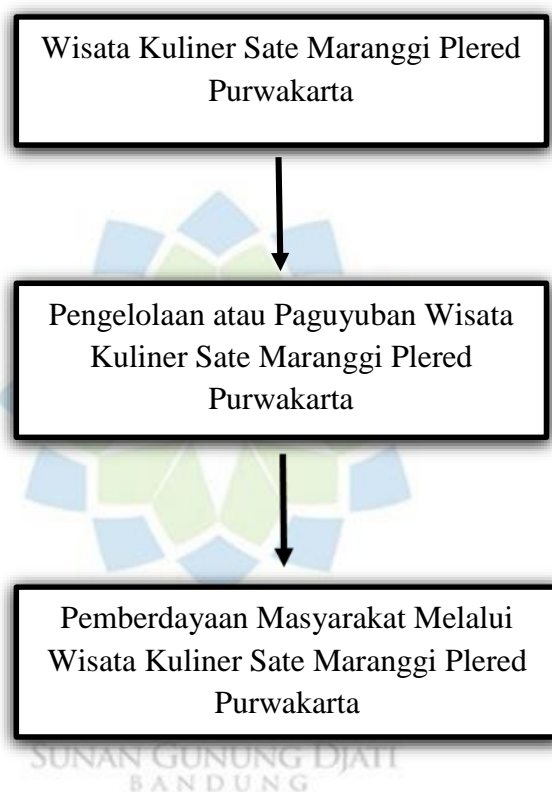 Wisata Kuliner Sate Maranggi Plered
Purwakarta
Pengelolaan atau Paguyuban Wisata
Kuliner Sate Maranggi Plered
Purwakarta
Pemberdayaan Masyarakat Melalui
Wisata Kuliner Sate Maranggi Plered
Purwakarta
SUNAN GUNUNG DJATI
BANDUNG